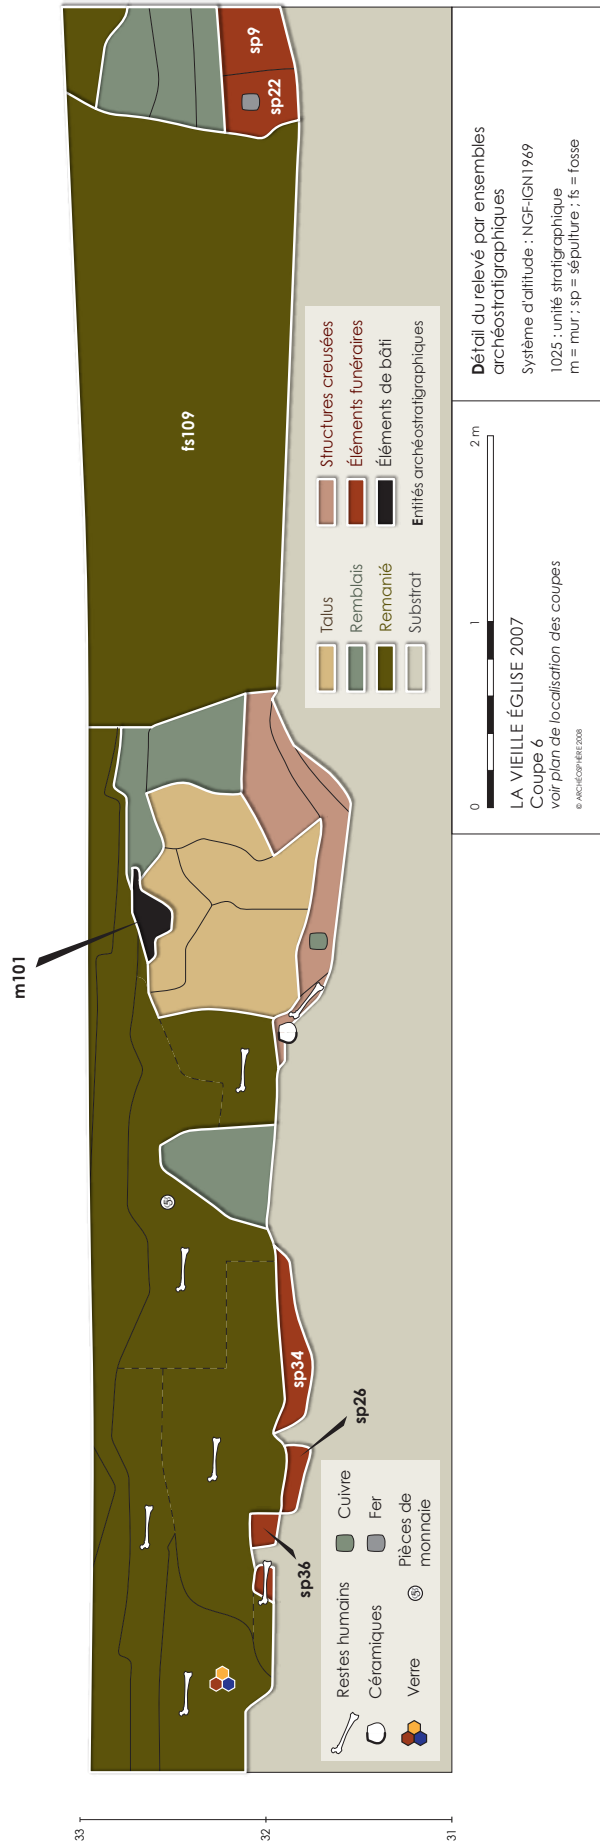 33
32
31
m101
fs109
sp9
sp22
sp34
sp26
sp36
Restes humains
Céramiques
Verre
Cuivre
Fer
Pièces de
monnaie
Talus
Remblais
Remanié
Substrat
Structures creusées
Éléments funéraires
Éléments de bâti
Entités archéostratigraphiques
0
1
2 m
LA VIEILLE ÉGLISE 2007
Coupe 6
voir plan de localisation des coupes
© ARCHÉOSPHÈRE 2008
Détail du relevé par ensembles
archéostratigraphiques
Système d'altitude : NGF-IGN1969
1025 : unité stratigraphique
m = mur ; sp = sépulture ; fs = fosse